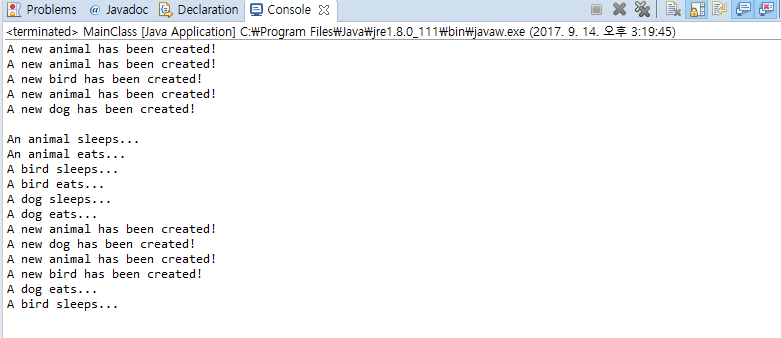 Problems @ Javadoc Declaration Console
<terminated> MainClass [Java Application] C:₩Program Files₩Java₩jre1.8.0_111₩bin₩javaw.exe (2017. 9. 14. 오후 3:19:45)
A new animal has been created!
A new animal has been created!
A new bird has been created!
A new animal has been created!
A new dog has been created!

An animal sleeps...
An animal eats...
A bird sleeps...
A bird eats...
A dog sleeps...
A dog eats...
A new animal has been created!
A new dog has been created!
A new animal has been created!
A new bird has been created!
A dog eats...
A bird sleeps...